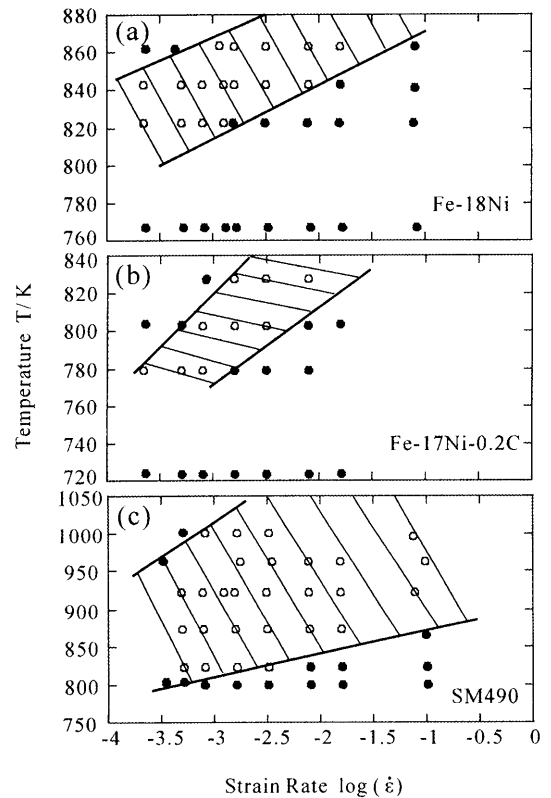 880
(a)
860
840
820
800
780
Fe-18Ni
760
840
(b)
820
800
780
760
740
Fe-17Ni-0.2C
720
1050
(c)
1000
950
900
850
800
SM490
750
-4 -3.5 -3 -2.5 -2 -1.5 -1 -0.5 0
Temperature T/K
Strain Rate log (ε̇)